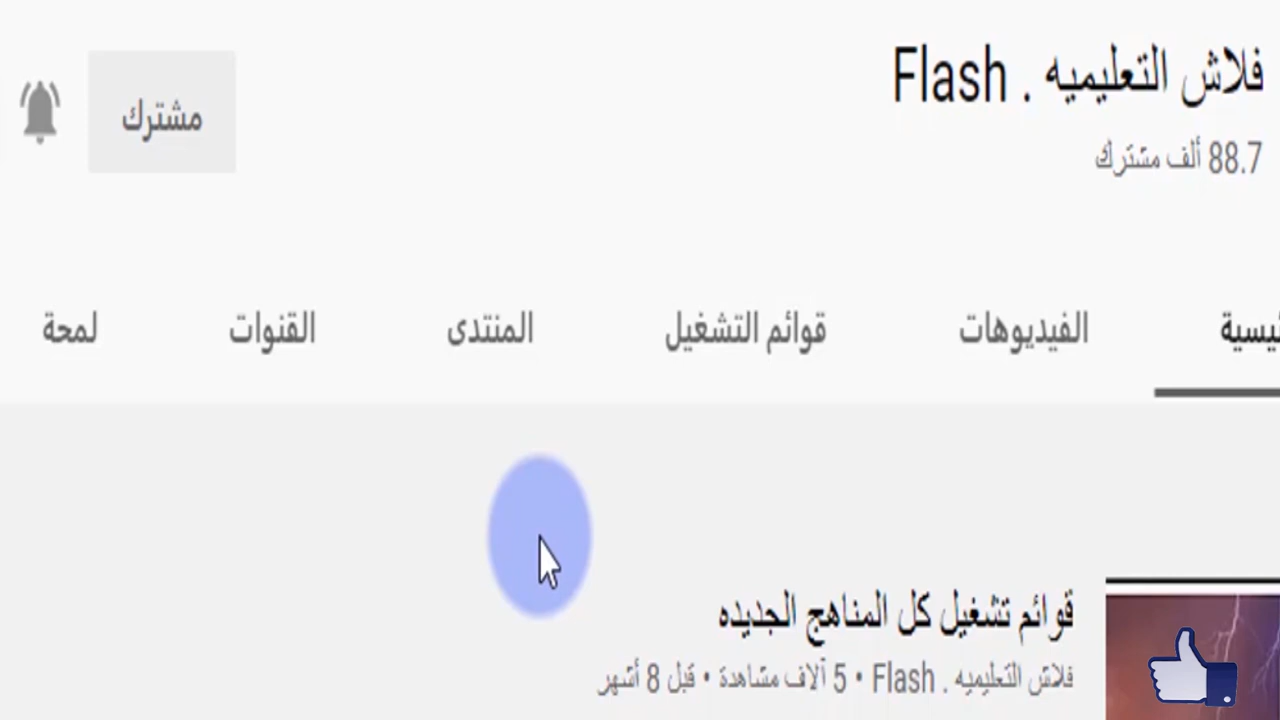 فلاش التعليميه . Flash
88.7 ألف مشترك
مشترك
الفيديوهات
قوائم التشغيل
المنتدى
القنوات
لمحة
قوائم تشغيل كل المناهج الجديده
فلاش التعليميه . Flash • 5 آلاف مشاهدة • قبل 8 أشهر